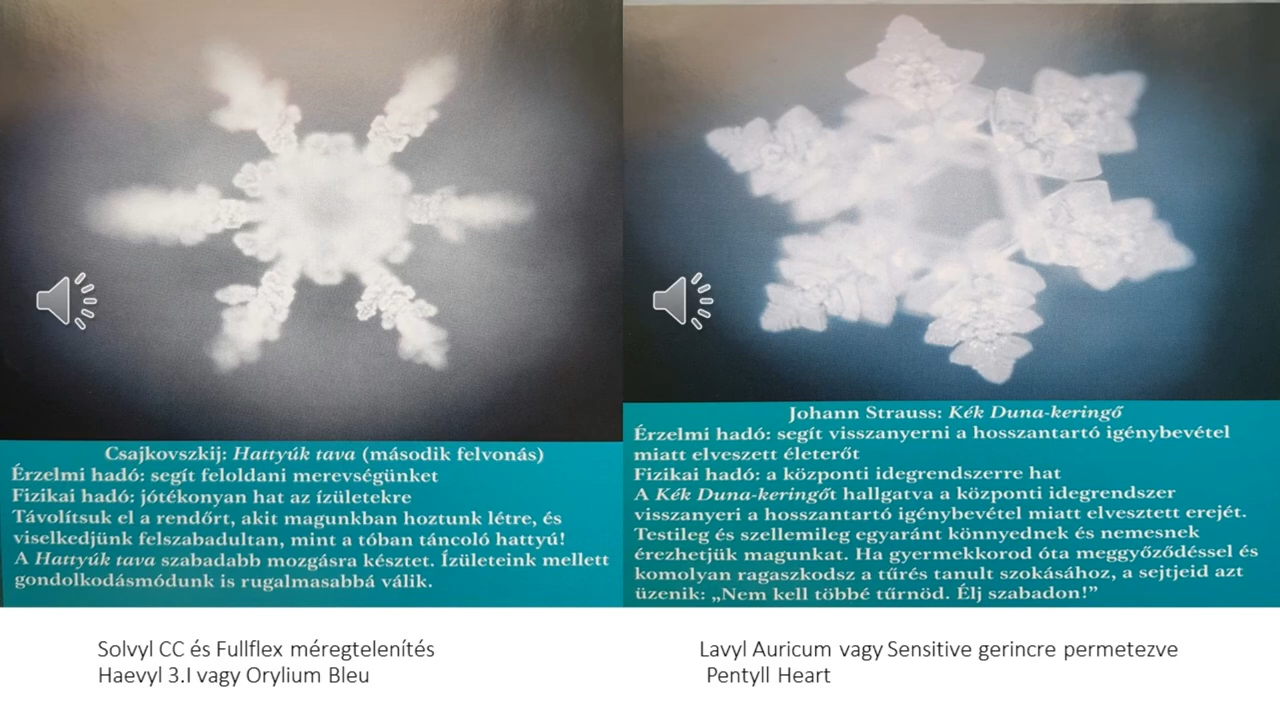 Csajkovszkij: Hattyúk tava (második felvonás)
Érzelmi hadó: segít feloldani merevségünket
Fizikai hadó: jótékonyan hat az ízületekre
Távolítsuk el a rendőrt, akit magunkban hoztunk létre, és
viselkedjünk felszabadultan, mint a tóban táncoló hattyú!
A Hattyúk tava szabadabb mozgásra késztet. Ízületeink mellett
gondolkodásmódunk is rugalmasabbá válik.
Solvyl CC és Fullflex méregtelenítés
Haevyl 3.I vagy Orylium Bleu
Johann Strauss: Kék Duna-keringő
Érzelmi hadó: segít visszanyerni a hosszantartó igénybevétel
miatt elveszett életerőt
Fizikai hadó: a központi idegrendszerre hat
A Kék Duna-keringőt hallgatva a központi idegrendszer
visszanyeri a hosszantartó igénybevétel miatt elvesztett erejét.
Testileg és szellemileg egyaránt könnyednek és nemesnek
érezhetjük magunkat. Ha gyermekkorod óta meggyőződéssel és
komolyan ragaszkodsz a tűrés tanult szokásához, a sejtjeid azt
üzenik: „Nem kell többé tűrnöd. Élj szabadon!”
Lavyl Auricum vagy Sensitive gerincre permetezve
Pentyll Heart